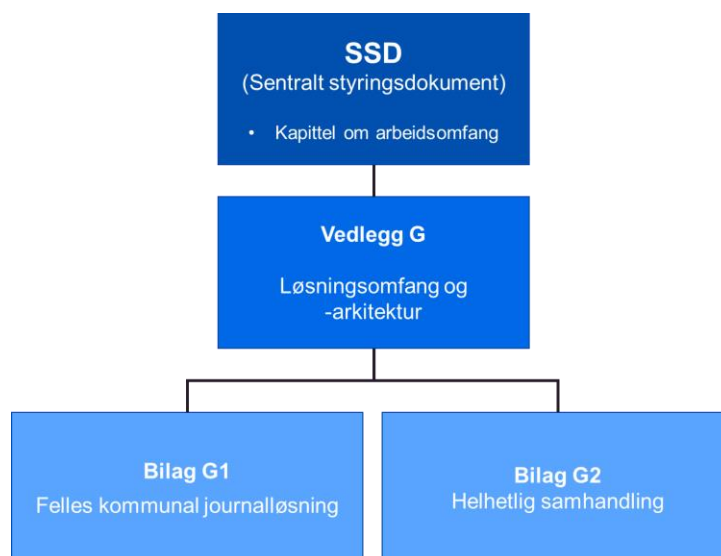 SSD
(Sentralt styringsdokument)
• Kapittel om arbeidsomfang
Vedlegg G
Løsningsomfang og
-arkitektur
Bilag G1
Felles kommunal journalløsning
Bilag G2
Helhetlig samhandling